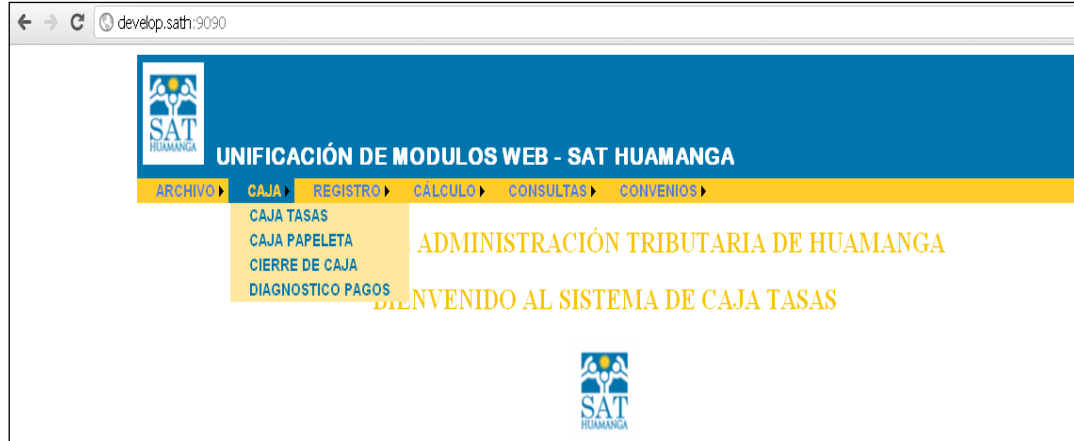 develop.sath:9090
SAT
HUAMANGA
UNIFICACIÓN DE MODULOS WEB - SAT HUAMANGA
ARCHIVO CAJA REGISTRO CÁLCULO CONSULTAS CONVENIOS
CAJA TASAS
CAJA PAPELETA
CIERRE DE CAJA
DIAGNOSTICO PAGOS
ADMINISTRACIÓN TRIBUTARIA DE HUAMANGA
BIENVENIDO AL SISTEMA DE CAJA TASAS
SAT
HUAMANGA